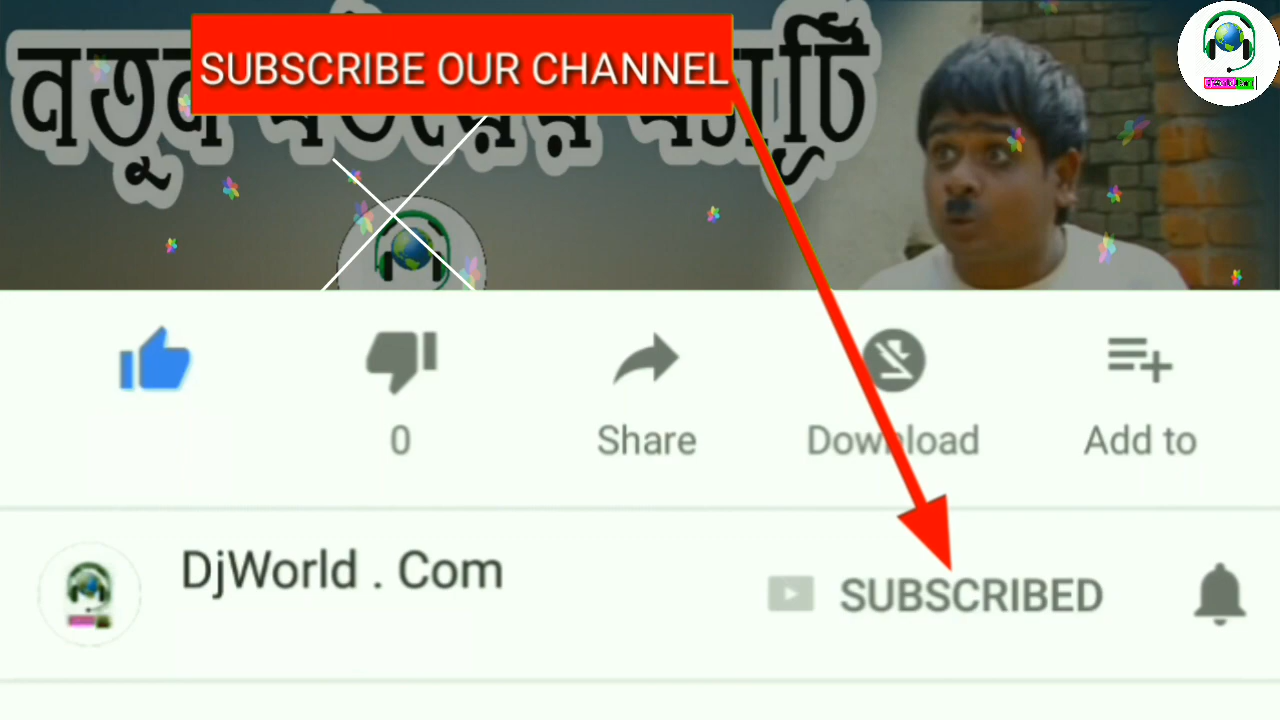 SUBSCRIBE OUR CHANNEL
0
Share
Download
Add to
DjWorld . Com
SUBSCRIBED